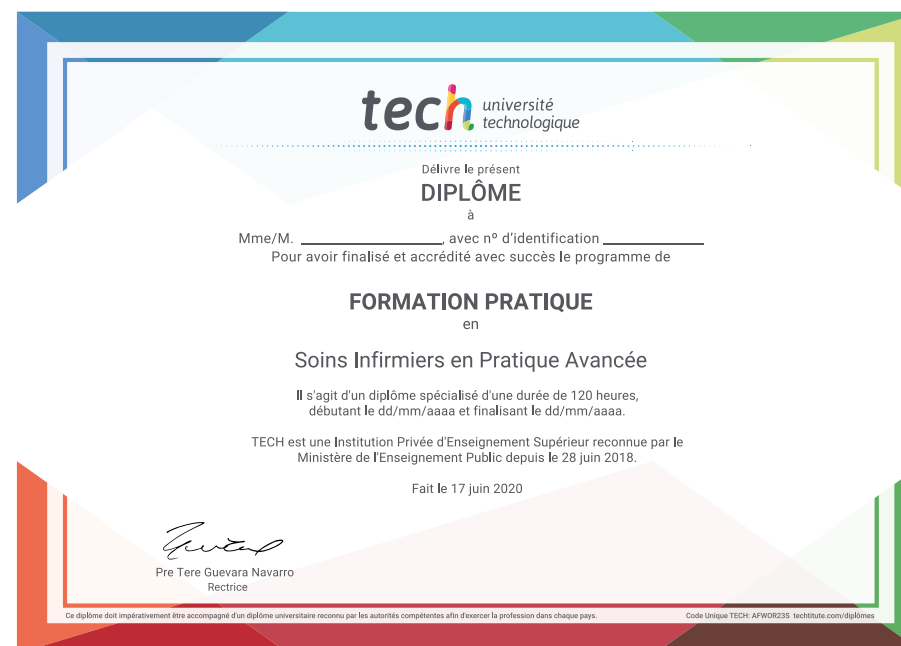 tech université
technologique
Délivre le présent
DIPLÔME
à
Mme/M. ____________________, avec nº d'identification ______________
Pour avoir finalisé et accrédité avec succès le programme de
FORMATION PRATIQUE
en
Soins Infirmiers en Pratique Avancée
Il s'agit d'un diplôme spécialisé d'une durée de 120 heures,
débutant le dd/mm/aaaa et finalisant le dd/mm/aaaa.
TECH est une Institution Privée d'Enseignement Supérieur reconnue par le
Ministère de l'Enseignement Public depuis le 28 juin 2018.
Fait le 17 juin 2020
Pre Tere Guevara Navarro
Rectrice
Ce diplôme doit impérativement être accompagné d'un diplôme universitaire reconnu par les autorités compétentes afin d'exercer la profession dans chaque pays.
Code Unique TECH: AFWOR23S techtitute.com/diplômes